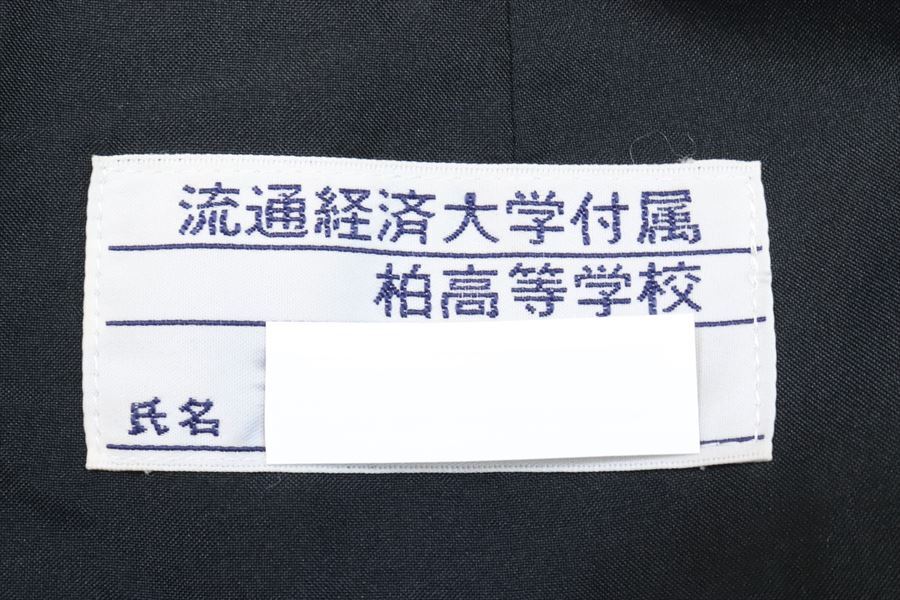 流通経済大学付属
柏高等学校
氏名